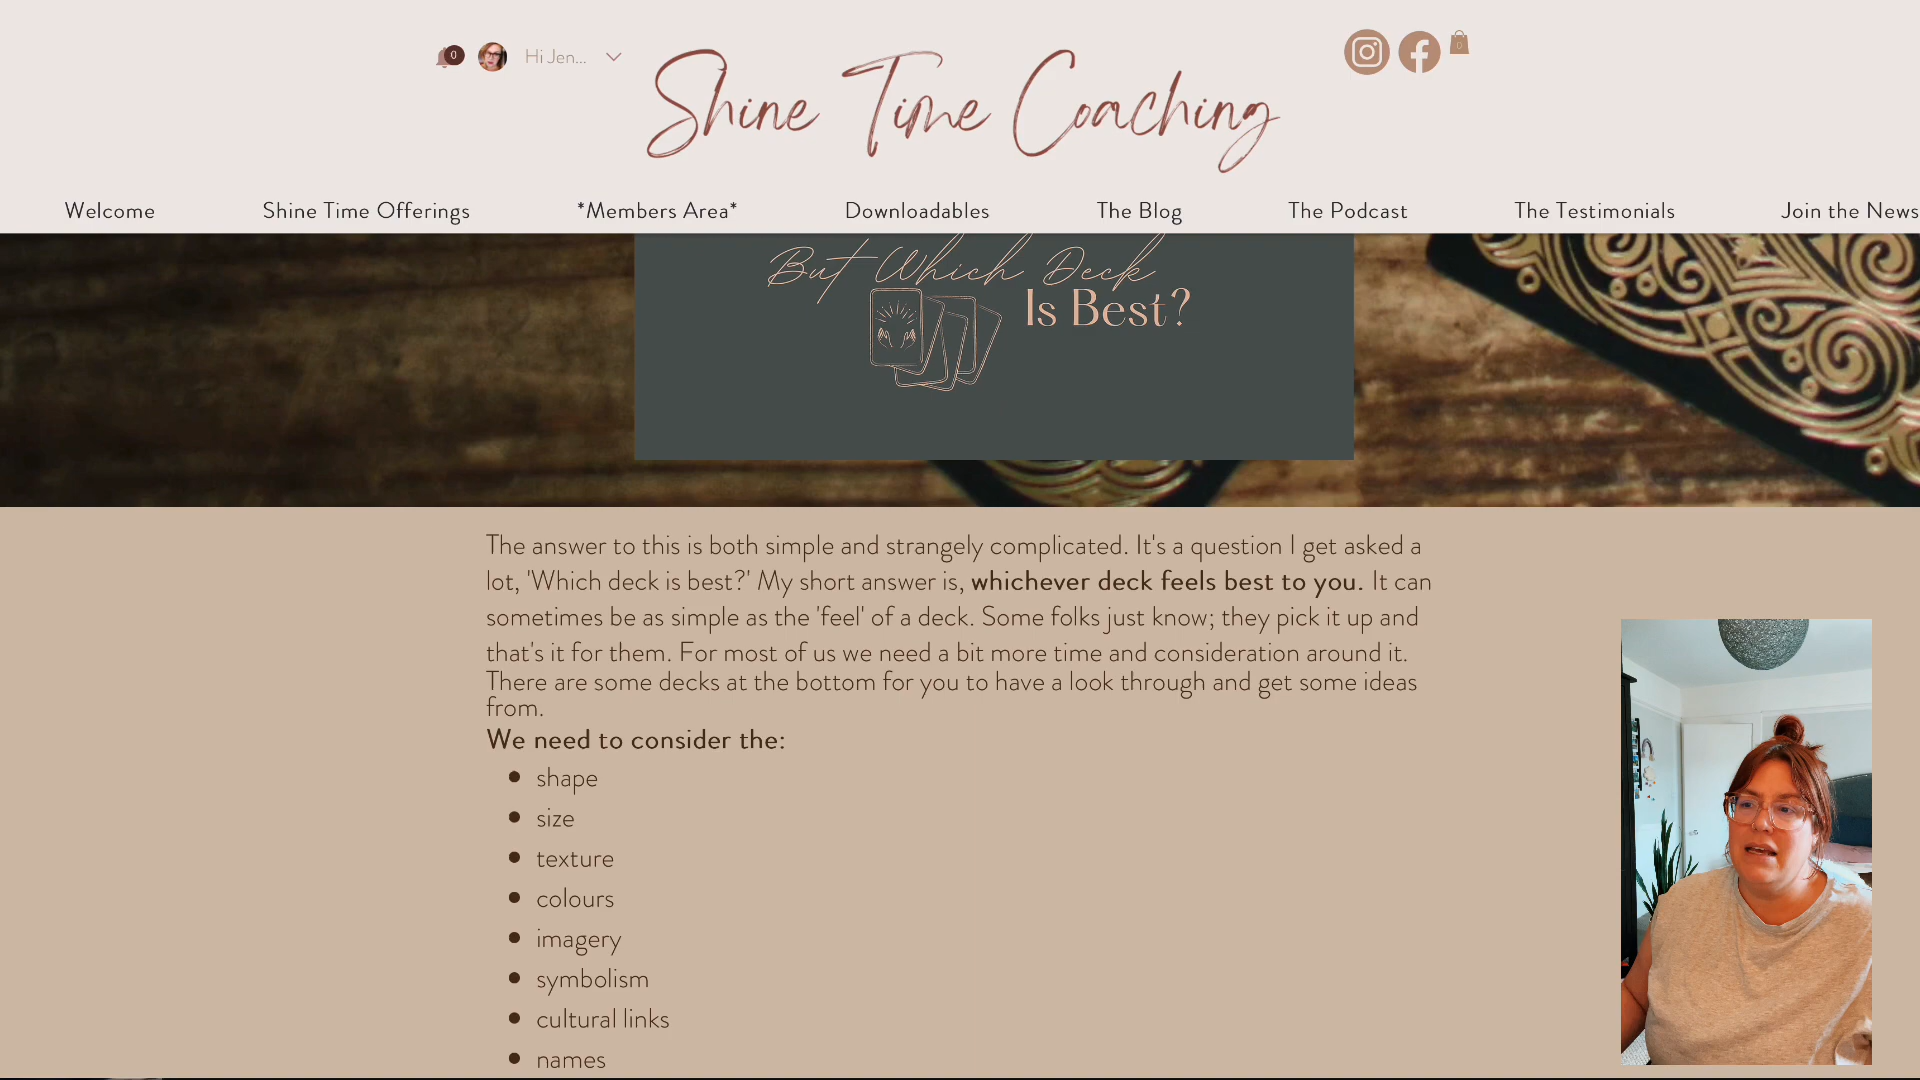 0
Hi Jen...
Shine Time Coaching
0
Welcome
Shine Time Offerings
*Members Area*
Downloadables
The Blog
The Podcast
The Testimonials
Join the News
But Which Deck
Is Best?
The answer to this is both simple and strangely complicated. It's a question I get asked a
lot, 'Which deck is best?' My short answer is, whichever deck feels best to you. It can
sometimes be as simple as the 'feel' of a deck. Some folks just know; they pick it up and
that's it for them. For most of us we need a bit more time and consideration around it.
There are some decks at the bottom for you to have a look through and get some ideas
from.
We need to consider the:
shape
size
texture
colours
imagery
symbolism
cultural links
names